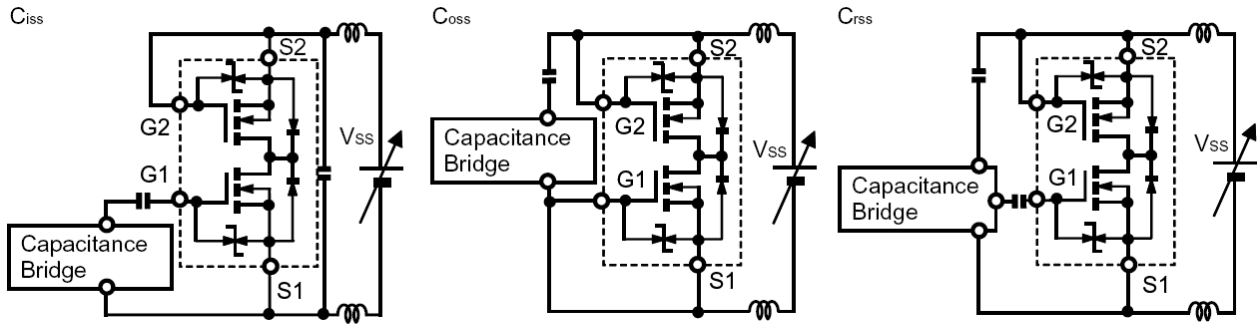 Ciss
S2
G2
G1
VSS
Capacitance
Bridge
S1
Coss
S2
G2
Capacitance
Bridge
G1
VSS
S1
Crss
S2
G2
G1
VSS
Capacitance
Bridge
S1